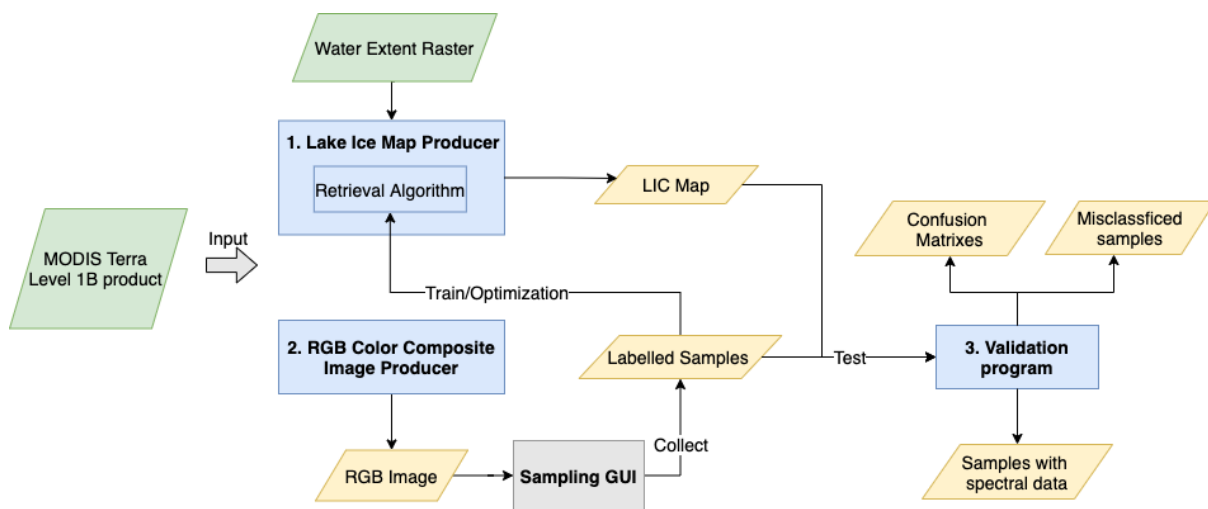 Water Extent Raster
1. Lake Ice Map Producer
Retrieval Algorithm
LIC Map
MODIS Terra
Level 1B product
Input
Confusion
Matrixes
Misclassficed
samples
Train/Optimization
2. RGB Color Composite
Image Producer
Labelled Samples
Test
3. Validation
program
Collect
RGB Image
Sampling GUI
Samples with
spectral data